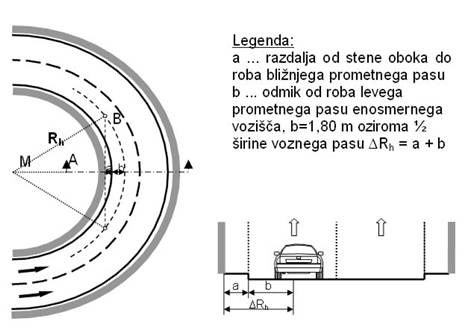 Legenda:
a ... razdalja od stene oboka do
roba bližnjega prometnega pasu
b ... odmik od roba levega
prometnega pasu enosmernega
vozišča, b=1,80 m oziroma ½
širine voznega pasu ΔRh = a + b
B
Rh
M
A
a b
a
b
ΔRh